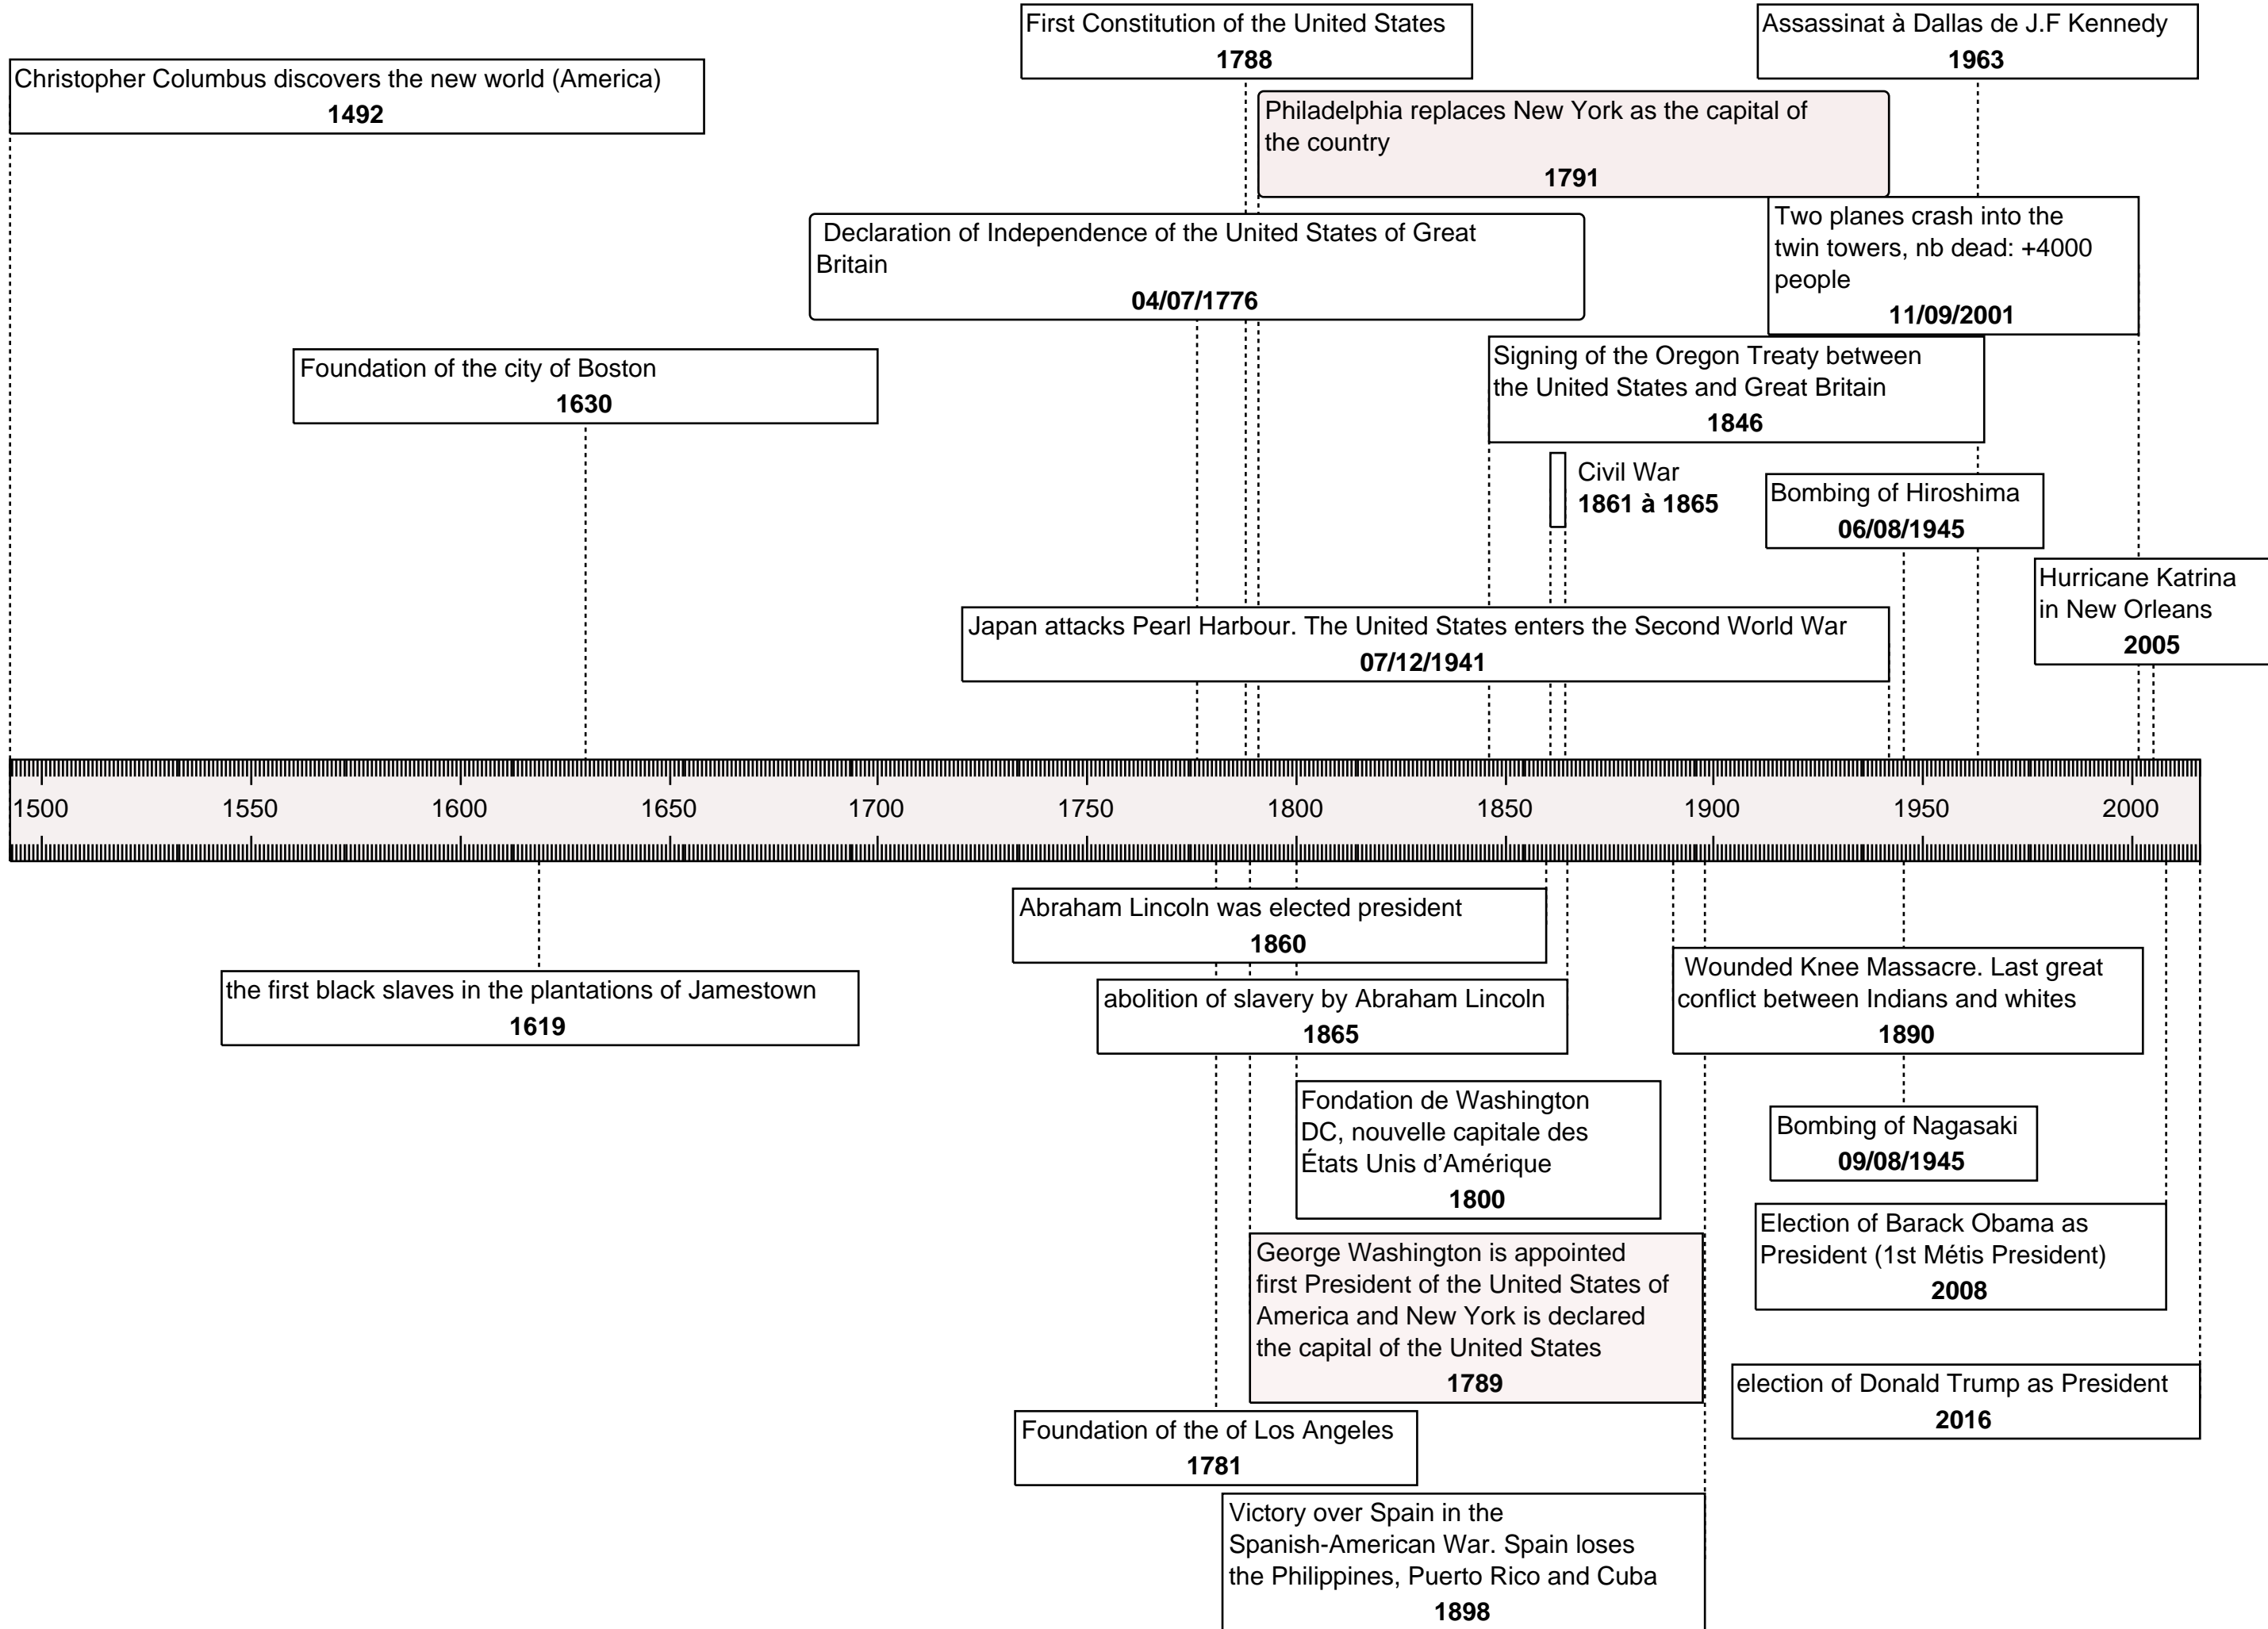 First Constitution of the United States
1788
Assassinat à Dallas de J.F Kennedy
1963
Christopher Columbus discovers the new world (America)
1492
Philadelphia replaces New York as the capital of
the country
1791
Two planes crash into the
twin towers, nb dead: +4000
people
11/09/2001
Declaration of Independence of the United States of Great
Britain
04/07/1776
Signing of the Oregon Treaty between
the United States and Great Britain
1846
Foundation of the city of Boston
1630
Civil War
1861 à 1865
Bombing of Hiroshima
06/08/1945
Hurricane Katrina
in New Orleans
2005
Japan attacks Pearl Harbour. The United States enters the Second World War
07/12/1941
1500 1550 1600 1650 1700 1750 1800 1850 1900 1950 2000
Abraham Lincoln was elected president
1860
Wounded Knee Massacre. Last great
conflict between Indians and whites
1890
the first black slaves in the plantations of Jamestown
1619
abolition of slavery by Abraham Lincoln
1865
Fondation de Washington
DC, nouvelle capitale des
États Unis d’Amérique
1800
Bombing of Nagasaki
09/08/1945
Election of Barack Obama as
President (1st Métis President)
2008
George Washington is appointed
first President of the United States of
America and New York is declared
the capital of the United States
1789
election of Donald Trump as President
2016
Foundation of the of Los Angeles
1781
Victory over Spain in the
Spanish-American War. Spain loses
the Philippines, Puerto Rico and Cuba
1898